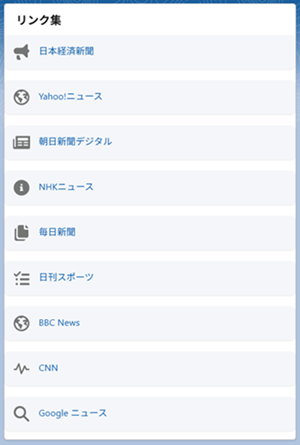 リンク集
日本経済新聞
Yahoo!ニュース
朝日新聞デジタル
NHKニュース
毎日新聞
日刊スポーツ
BBC News
CNN
Google ニュース